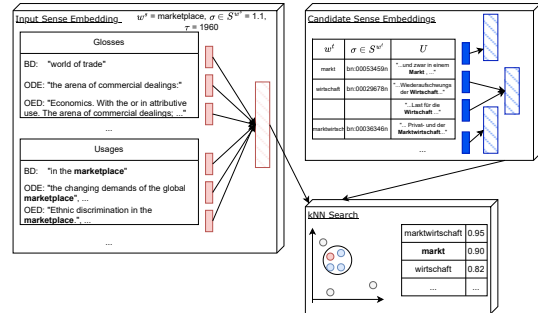 Input Sense Embedding
w^s = marketplace, σ ∈ S^{w^s} = 1.1,
τ = 1960
Glosses
BD: "world of trade"
ODE: "the arena of commercial dealings:"
OED: "Economics. With the or in attributive
use. The arena of commercial dealings; ..."
...
Usages
BD: "in the marketplace"
ODE: "the changing demands of the global
marketplace", ...
OED: "Ethnic discrimination in the
marketplace.", ...
...
Candidate Sense Embeddings
w^t σ ∈ S^{w^t} U
markt bn:00053459n "...und zwar in einem
Markt , ..."
wirtschaft bn:00029678n "...Wiederaufschwungs
der Wirtschaft..."
"...Last für die
Wirtschaft ..."
marktwirtsch bn:00036346n "... Privat- und der
Marktwirtschaft..."
...
kNN Search
marktwirtschaft 0.95
markt 0.90
wirtschaft 0.82
... ...